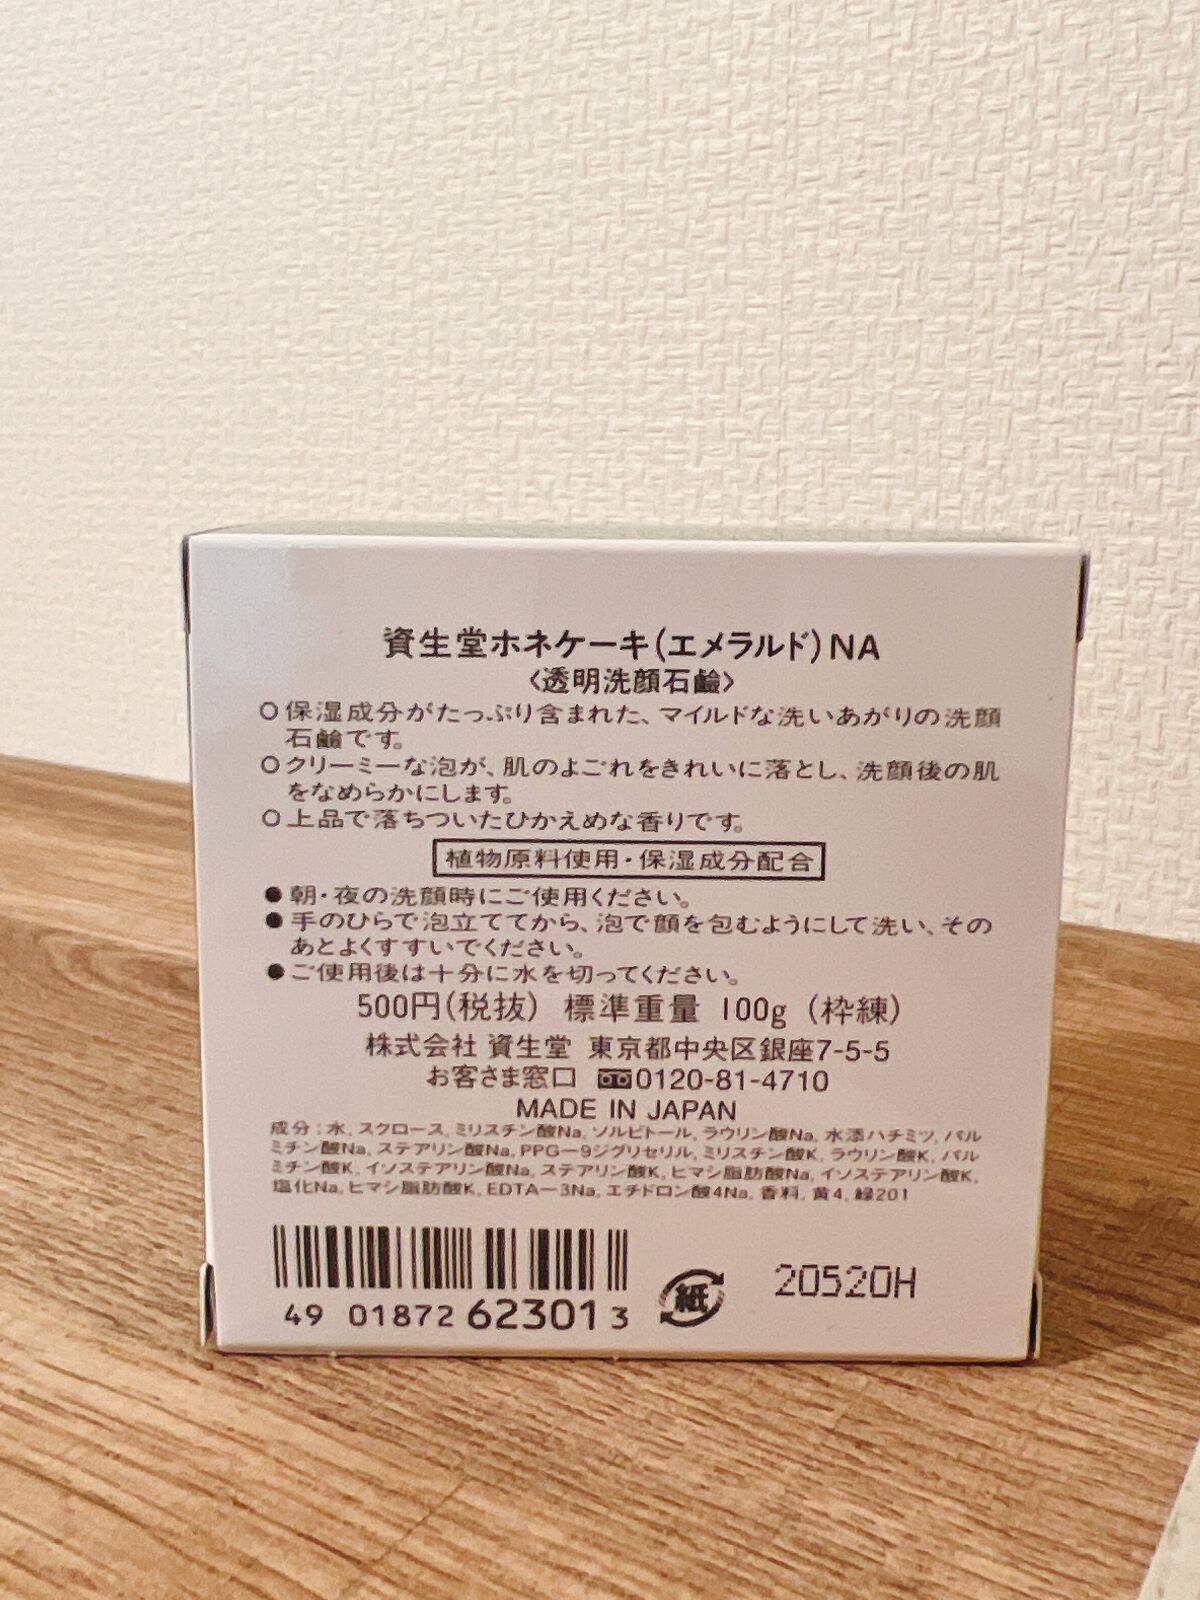 資生堂ホネケーキ(エメラルド)NA
〈透明洗顔石鹼〉
○保湿成分がたっぷり含まれた、マイルドな洗いあがりの洗顔
石鹼です。
○クリーミーな泡が、肌のよごれをきれいに落とし、洗顔後の肌
をなめらかにします。
○上品で落ちついたひかえめな香りです。
植物原料使用・保湿成分配合
●朝・夜の洗顔時にご使用ください。
●手のひらで泡立ててから、泡で顔を包むようにして洗い、その
あとよくすすいでください。
●ご使用後は十分に水を切ってください。
500円(税抜) 標準重量 100g (枠練)
株式会社 資生堂 東京都中央区銀座7-5-5
お客さま窓口 0120-81-4710
MADE IN JAPAN
成分:水, スクロース, ミリスチン酸Na, ソルビトール, ラウリン酸Na, 水添ハチミツ, パル
ミチン酸Na, ステアリン酸Na, PPG-9ジグリセリル, ミリスチン酸K, ラウリン酸K, パル
ミチン酸K, イソステアリン酸Na, ステアリン酸K, ヒマシ脂肪酸Na, イソステアリン酸K,
塩化Na, ヒマシ脂肪酸K, EDTA-3Na, エチドロン酸4Na, 香料, 黄4, 緑201
49 01872 62301 3
紙
20520H